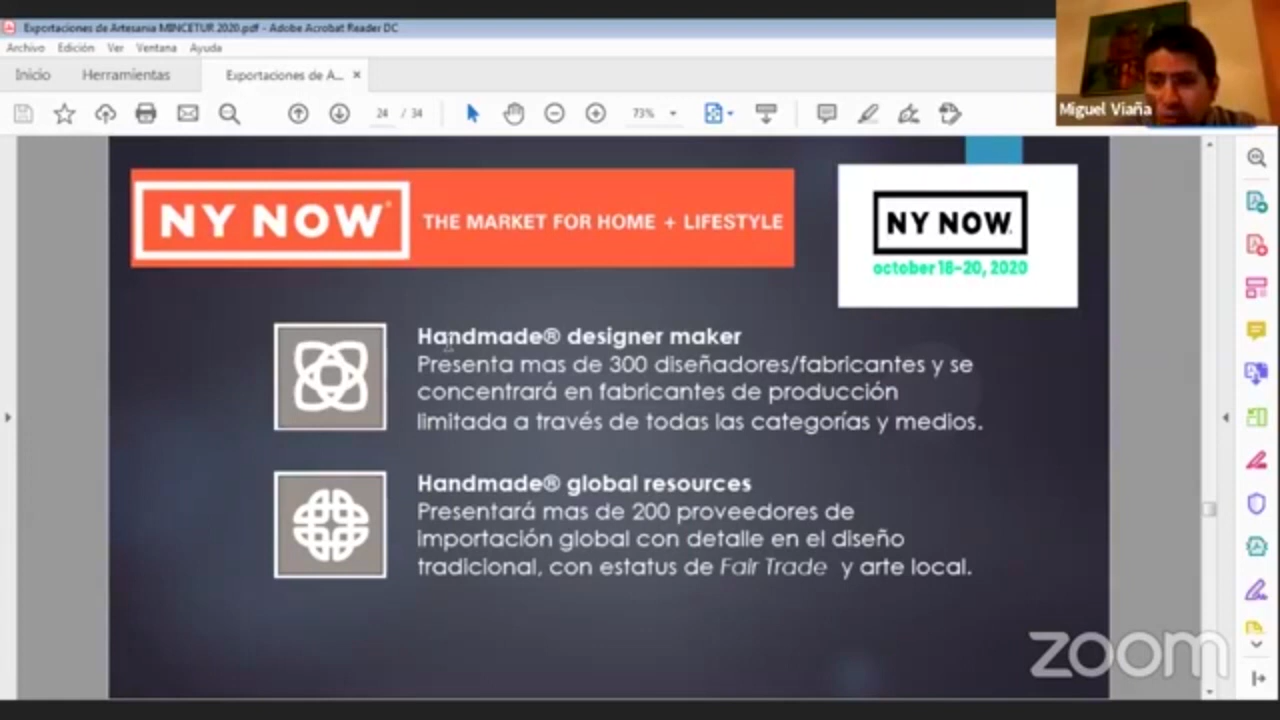 Exportaciones de Artesania MINCETUR 2020.pdf - Adobe Acrobat Reader DC
Archivo Edición Ver Ventana Ayuda
Inicio Herramientas Exportaciones de A... ×
24 / 34 73%
Miguel Viaña
NY NOW® THE MARKET FOR HOME + LIFESTYLE
NY NOW.
october 18-20, 2020
Handmade® designer maker
Presenta mas de 300 diseñadores/fabricantes y se
concentrará en fabricantes de producción
limitada a través de todas las categorías y medios.
Handmade® global resources
Presentará mas de 200 proveedores de
importación global con detalle en el diseño
tradicional, con estatus de Fair Trade y arte local.
zoom